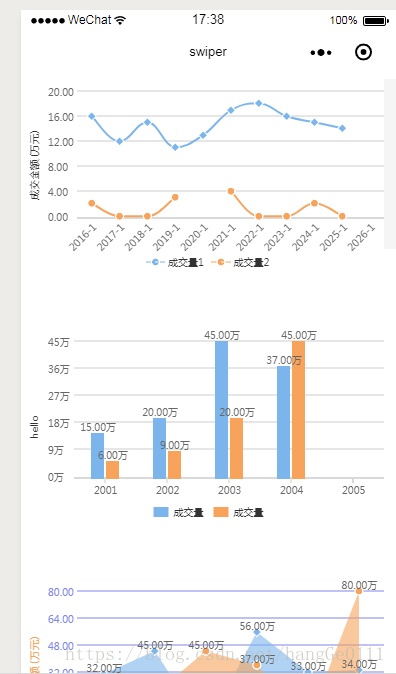 ●●●●● WeChat 17:38 100%
swiper
成交金额 (万元)
20.00
16.00
12.00
8.00
4.00
0.00
2016-1 2017-1 2018-1 2019-1 2020-1 2021-1 2022-1 2023-1 2024-1 2025-1 2026-1
成交量1 成交量2
hello
45万
36万
27万
18万
9万
0万
15.00万 6.00万 20.00万 9.00万 45.00万 20.00万 37.00万 45.00万
2001 2002 2003 2004 2005
成交量 成交量
额 (万元)
80.00
64.00
48.00
32.00
32.00万 45.00万 45.00万 56.00万 37.00万 33.00万 80.00万 34.00万